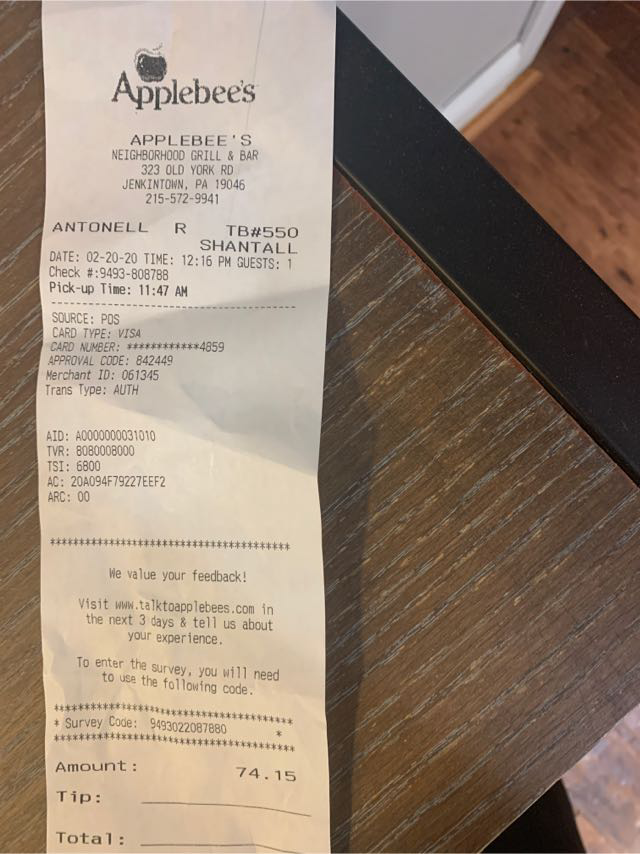 Applebee's
APPLEBEE'S
NEIGHBORHOOD GRILL & BAR
323 OLD YORK RD
JENKINTOWN, PA 19046
215-572-9941
ANTONELL R TB#550
SHANTALL
DATE: 02-20-20 TIME: 12:16 PM GUESTS: 1
Check #:9493-808788
Pick-up Time: 11:47 AM
----------------------------------------
SOURCE: POS
CARD TYPE: VISA
CARD NUMBER: ************4859
APPROVAL CODE: 842449
Merchant ID: 061345
Trans Type: AUTH
AID: A0000000031010
TVR: 8080008000
TSI: 6800
AC: 20A094F79227EEF2
ARC: 00
****************************************
We value your feedback!
Visit www.talktoapplebees.com in
the next 3 days & tell us about
your experience.
To enter the survey, you will need
to use the following code.
****************************************
* Survey Code: 9493022087880 *
****************************************
Amount: 74.15
Tip: ____________
Total: ____________